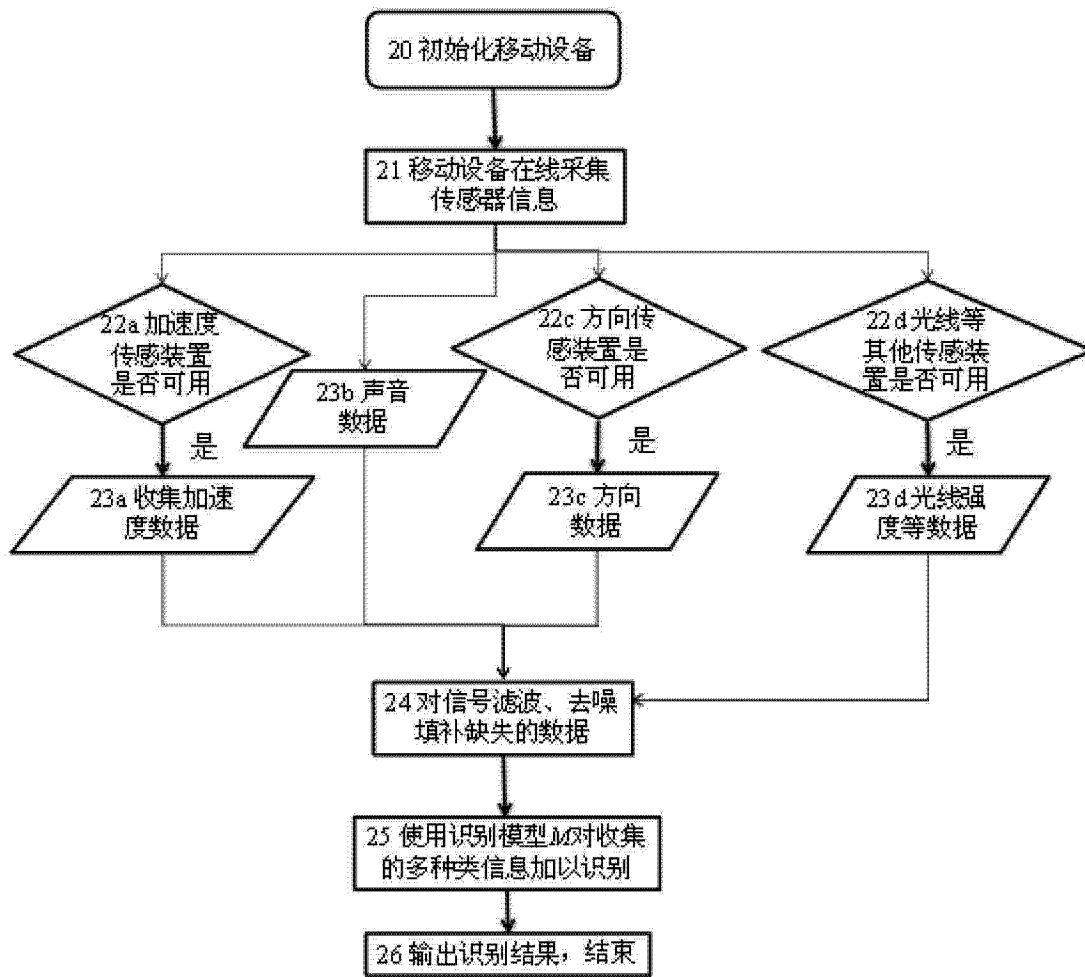 20 初始化移动设备
21 移动设备在线采集
传感器信息
22a 加速度
传感装置
是否可用
23b 声音
数据
22c 方向传
感装置是
否可用
22d 光线等
其他传感装
置是否可用
是
是
是
23a 收集加速
度数据
23c 方向
数据
23d 光线强
度等数据
24 对信号滤波、去噪
填补缺失的数据
25 使用识别模型M对收集
的多种类信息加以识别
26 输出识别结果，结束